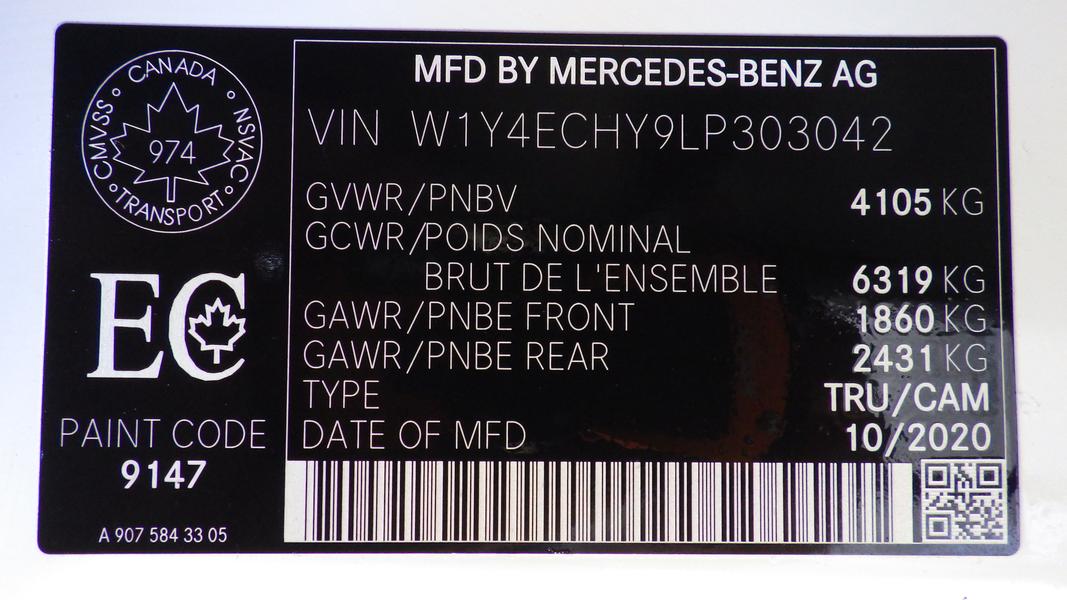 CANADA
CMVSS
NSVAC
974
TRANSPORT
EC
PAINT CODE
9147
A 907 584 33 05
MFD BY MERCEDES-BENZ AG
VIN W1Y4ECHY9LP303042
GVWR/PNBV 4105 KG
GCWR/POIDS NOMINAL
BRUT DE L'ENSEMBLE 6319 KG
GAWR/PNBE FRONT 1860 KG
GAWR/PNBE REAR 2431 KG
TYPE TRU/CAM
DATE OF MFD 10/2020